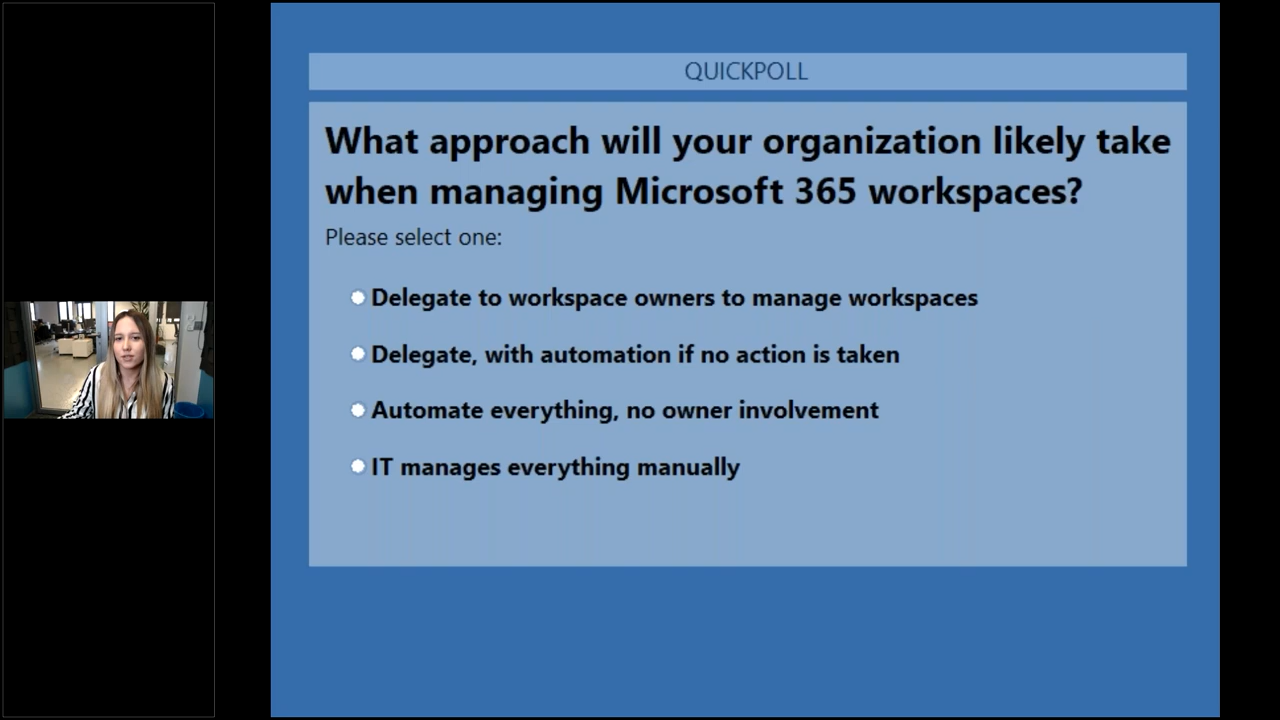 QUICKPOLL
What approach will your organization likely take
when managing Microsoft 365 workspaces?
Please select one:
Delegate to workspace owners to manage workspaces
Delegate, with automation if no action is taken
Automate everything, no owner involvement
IT manages everything manually